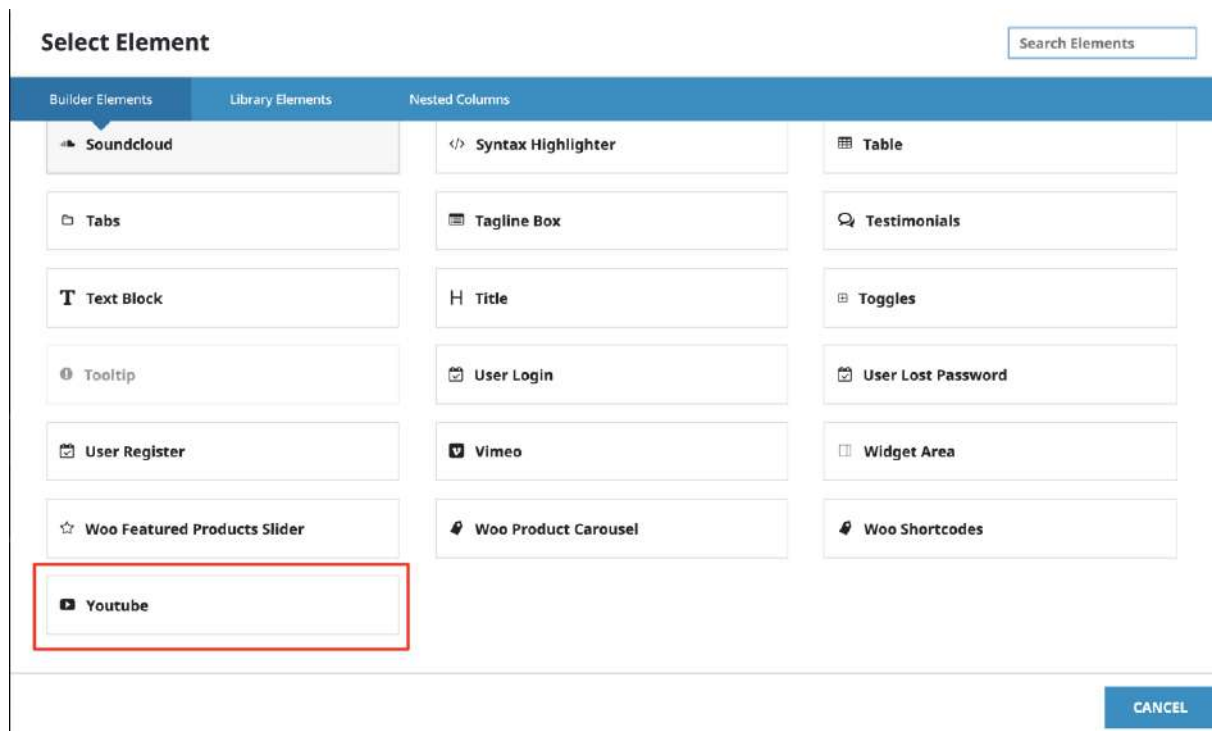 Select Element
Search Elements
Builder Elements Library Elements Nested Columns
Soundcloud </> Syntax Highlighter Table
Tabs Tagline Box Testimonials
T Text Block H Title Toggles
Tooltip User Login User Lost Password
User Register Vimeo Widget Area
Woo Featured Products Slider Woo Product Carousel Woo Shortcodes
Youtube
CANCEL